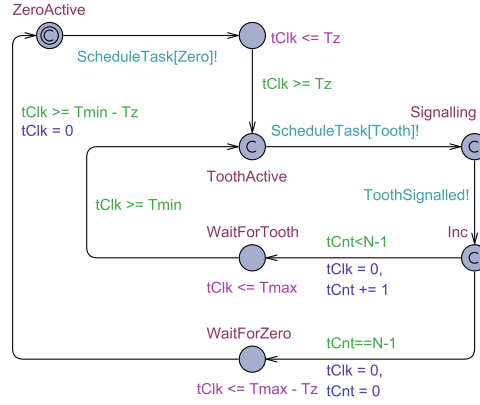 ZeroActive
tClk <= Tz
ScheduleTask[Zero]!
tClk >= Tz
tClk >= Tmin - Tz
tClk = 0
Signalling
C
ScheduleTask[Tooth]!
C
C
ToothActive
ToothSignalled!
tClk >= Tmin
WaitForTooth
Inc
tCnt<N-1
C
tClk <= Tmax
tClk = 0,
tCnt += 1
WaitForZero
tCnt==N-1
tClk <= Tmax - Tz
tClk = 0,
tCnt = 0